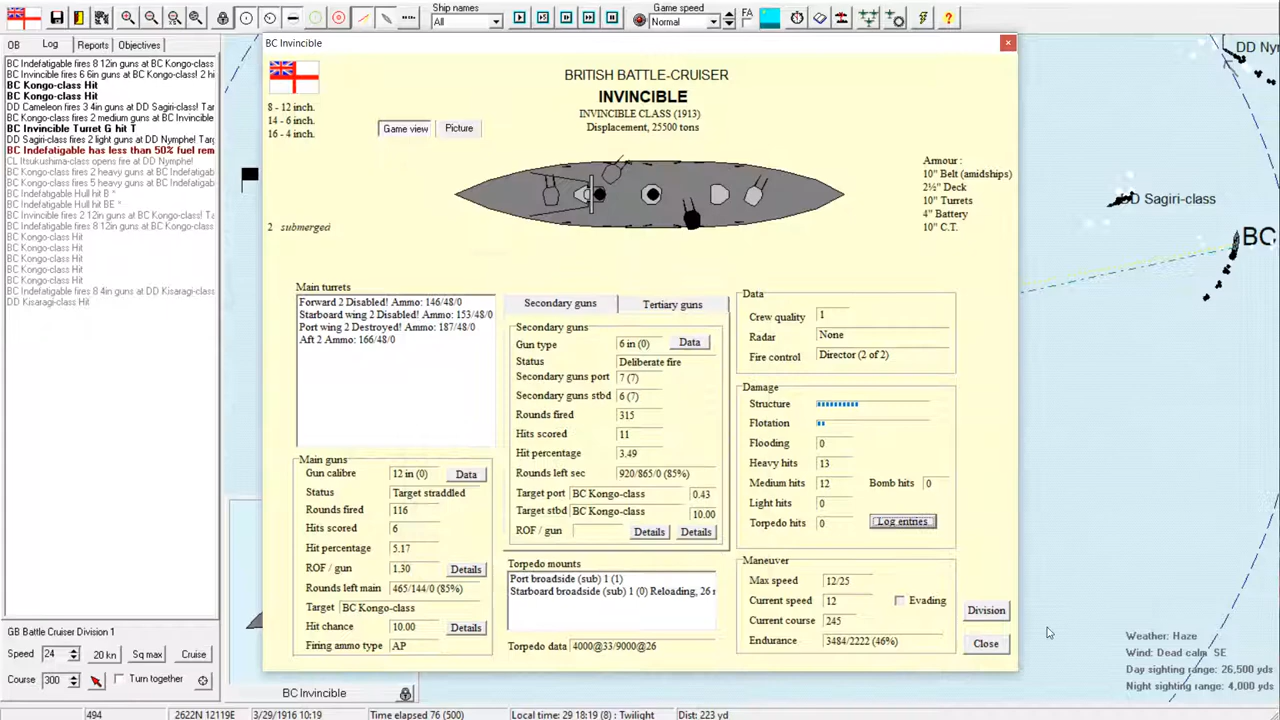 Ship names
All
Game speed
Normal
FA
OB
Log
Reports
Objectives
BC Indefatigable fires 8 12in guns at BC Kongo-class
BC Invincible fires 6 6in guns at BC Kongo-class! 2 hi
BC Kongo-class Hit
BC Kongo-class Hit
DD Cameleon fires 3 4in guns at DD Sagiri-class! Tar
BC Kongo-class fires 2 medium guns at BC Invincible
BC Invincible Turret G hit T
DD Sagiri-class fires 2 light guns at DD Nymphe! Targ
BC Indefatigable has less than 50% fuel rem
CL Itsukushima-class opens fire at DD Nymphe!
BC Kongo-class fires 2 heavy guns at BC Indefatigabl
BC Kongo-class fires 5 heavy guns at BC Indefatigabl
BC Indefatigable Hull hit B *
BC Indefatigable Hull hit BE *
BC Invincible fires 2 12in guns at BC Kongo-class! T
BC Indefatigable fires 8 12in guns at BC Kongo-class
BC Kongo-class Hit
BC Kongo-class Hit
BC Kongo-class Hit
BC Kongo-class Hit
BC Kongo-class Hit
BC Indefatigable fires 8 4in guns at DD Kisaragi-class
DD Kisaragi-class Hit
GB Battle Cruiser Division 1
Speed
24
20 kn
Sq max
Cruise
Course
300
Turn together
BC Invincible
BRITISH BATTLE-CRUISER
INVINCIBLE
INVINCIBLE CLASS (1913)
Displacement, 25500 tons
8 - 12 inch.
14 - 6 inch.
16 - 4 inch.
Game view
Picture
2 submerged
Armour :
10" Belt (amidships)
2½" Deck
10" Turrets
4" Battery
10" C.T.
Main turrets
Forward 2 Disabled! Ammo: 146/48/0
Starboard wing 2 Disabled! Ammo: 153/48/0
Port wing 2 Destroyed! Ammo: 187/48/0
Aft 2 Ammo: 166/48/0
Main guns
Gun calibre
12 in (0)
Data
Status
Target straddled
Rounds fired
116
Hits scored
6
Hit percentage
5.17
ROF / gun
1.30
Details
Rounds left main
465/144/0 (85%)
Target
BC Kongo-class
Hit chance
10.00
Details
Firing ammo type
AP
Secondary guns
Tertiary guns
Secondary guns
Gun type
6 in (0)
Data
Status
Deliberate fire
Secondary guns port
7 (7)
Secondary guns stbd
6 (7)
Rounds fired
315
Hits scored
11
Hit percentage
3.49
Rounds left sec
920/865/0 (85%)
Target port
BC Kongo-class
0.43
Target stbd
BC Kongo-class
10.00
ROF / gun
Details
Details
Torpedo mounts
Port broadside (sub) 1 (1)
Starboard broadside (sub) 1 (0) Reloading, 26 r
Torpedo data
4000@33/9000@26
Data
Crew quality
1
Radar
None
Fire control
Director (2 of 2)
Damage
Structure
Flotation
Flooding
0
Heavy hits
13
Medium hits
12
Bomb hits
0
Light hits
0
Torpedo hits
0
Log entries
Maneuver
Max speed
12/25
Current speed
12
Evading
Current course
245
Endurance
3484/2222 (46%)
Division
Close
DD Ny
DD Sagiri-class
BC
Weather: Haze
Wind: Dead calm SE
Day sighting range: 26,500 yds
Night sighting range: 4,000 yds
BC Invincible
494
2622N 12119E
3/29/1916 10:19
Time elapsed 76 (500)
Local time: 29 18:19 (8) : Twilight
Dist: 223 yd